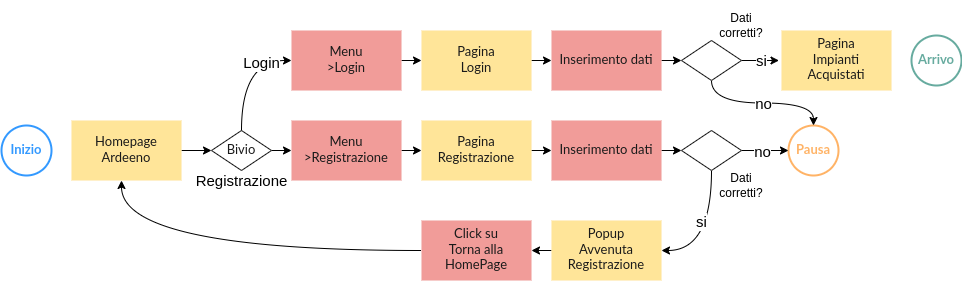 Inizio
Homepage
Ardeeno
Bivio
Login
Menu
>Login
Pagina
Login
Inserimento dati
Dati
corretti?
si
Pagina
Impianti
Acquistati
Arrivo
no
Registrazione
Menu
>Registrazione
Pagina
Registrazione
Inserimento dati
Dati
corretti?
no
Pausa
si
Popup
Avvenuta
Registrazione
Click su
Torna alla
HomePage